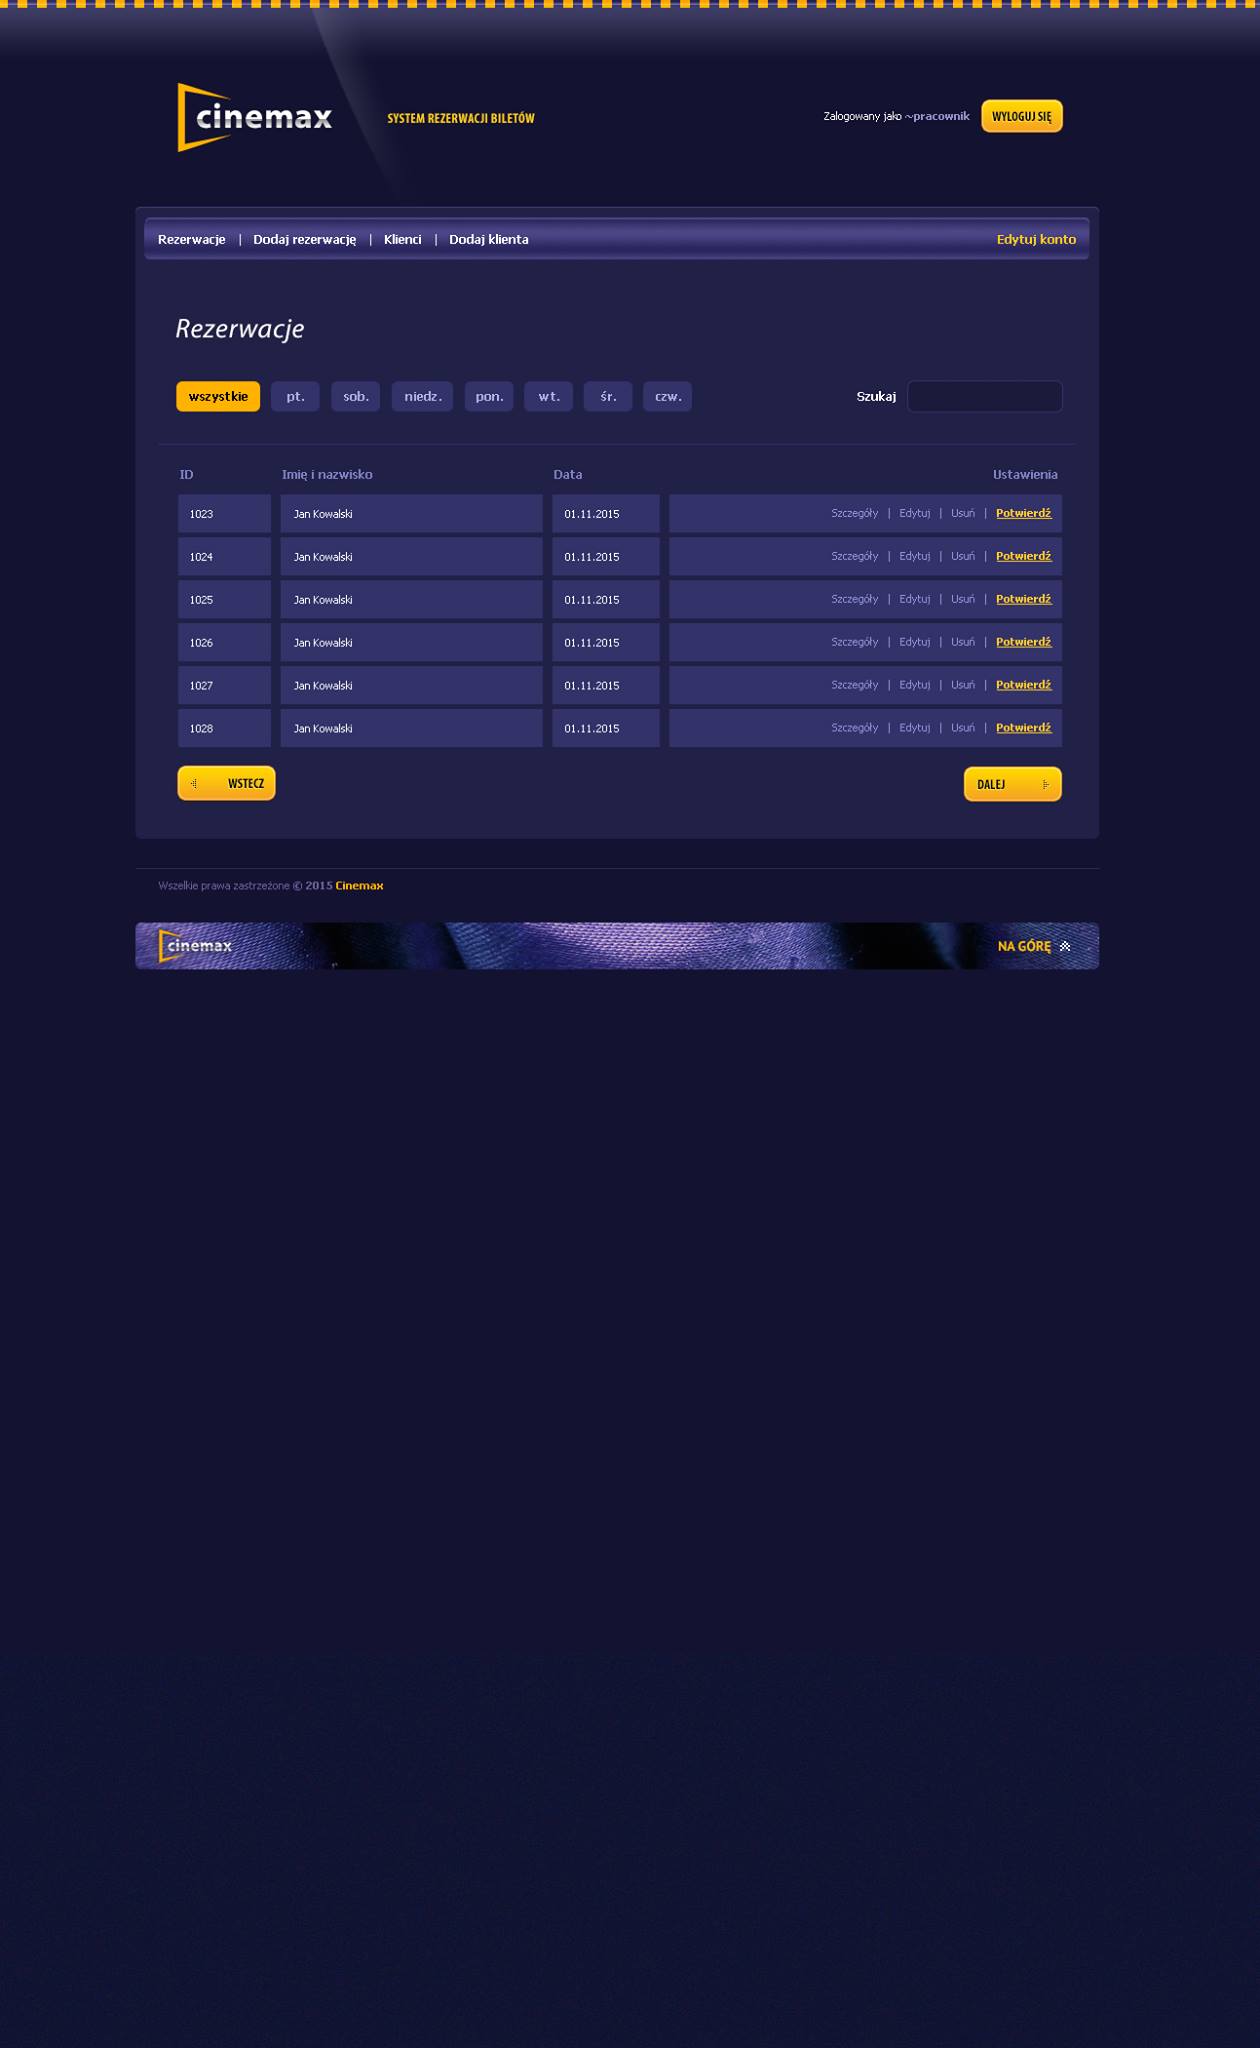 cinemax
SYSTEM REZERWACJI BILETÓW
Zalogowany jako ~pracownik
WYLOGUJ SIĘ
Rezerwacje | Dodaj rezerwację | Klienci | Dodaj klienta
Edytuj konto
Rezerwacje
wszystkie pt. sob. niedz. pon. wt. śr. czw.
Szukaj
ID Imię i nazwisko Data Ustawienia
1023 Jan Kowalski 01.11.2015 Szczegóły | Edytuj | Usuń | Potwierdź
1024 Jan Kowalski 01.11.2015 Szczegóły | Edytuj | Usuń | Potwierdź
1025 Jan Kowalski 01.11.2015 Szczegóły | Edytuj | Usuń | Potwierdź
1026 Jan Kowalski 01.11.2015 Szczegóły | Edytuj | Usuń | Potwierdź
1027 Jan Kowalski 01.11.2015 Szczegóły | Edytuj | Usuń | Potwierdź
1028 Jan Kowalski 01.11.2015 Szczegóły | Edytuj | Usuń | Potwierdź
WSTECZ
DALEJ
Wszelkie prawa zastrzeżone © 2015 Cinemax
cinemax
NA GÓRĘ